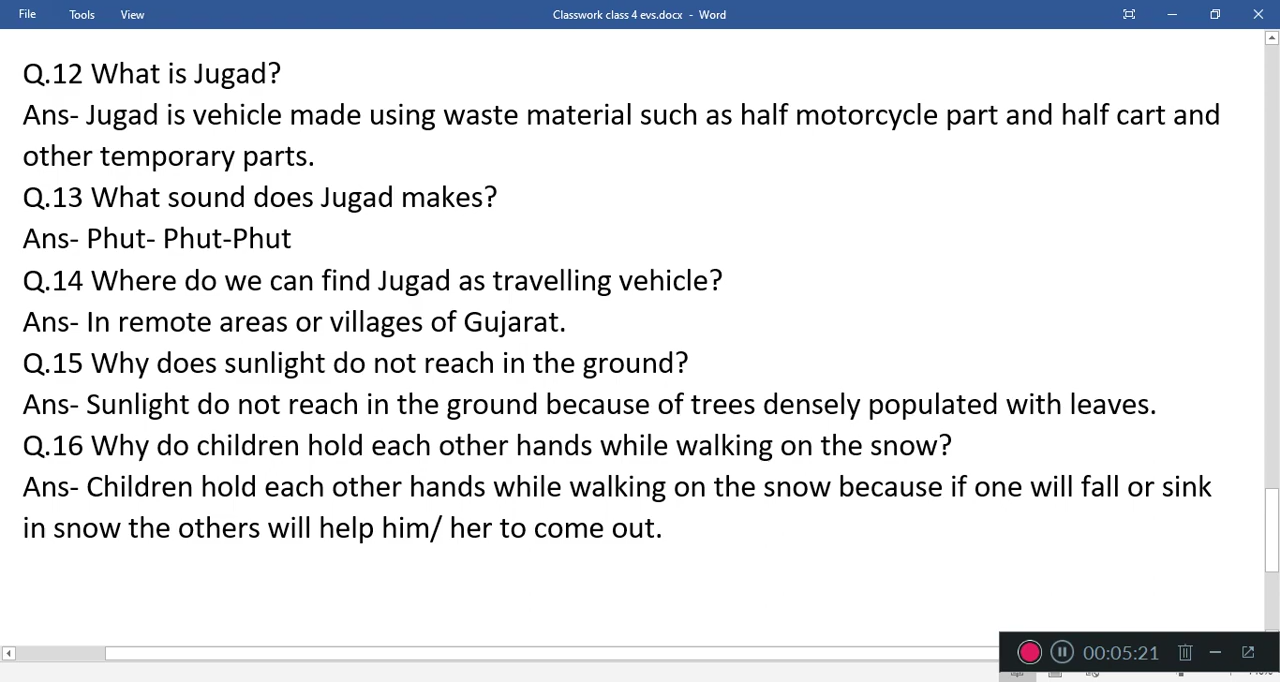 File Tools View Classwork class 4 evs.docx - Word
Q.12 What is Jugad?
Ans- Jugad is vehicle made using waste material such as half motorcycle part and half cart and
other temporary parts.
Q.13 What sound does Jugad makes?
Ans- Phut- Phut-Phut
Q.14 Where do we can find Jugad as travelling vehicle?
Ans- In remote areas or villages of Gujarat.
Q.15 Why does sunlight do not reach in the ground?
Ans- Sunlight do not reach in the ground because of trees densely populated with leaves.
Q.16 Why do children hold each other hands while walking on the snow?
Ans- Children hold each other hands while walking on the snow because if one will fall or sink
in snow the others will help him/ her to come out.
00:05:21